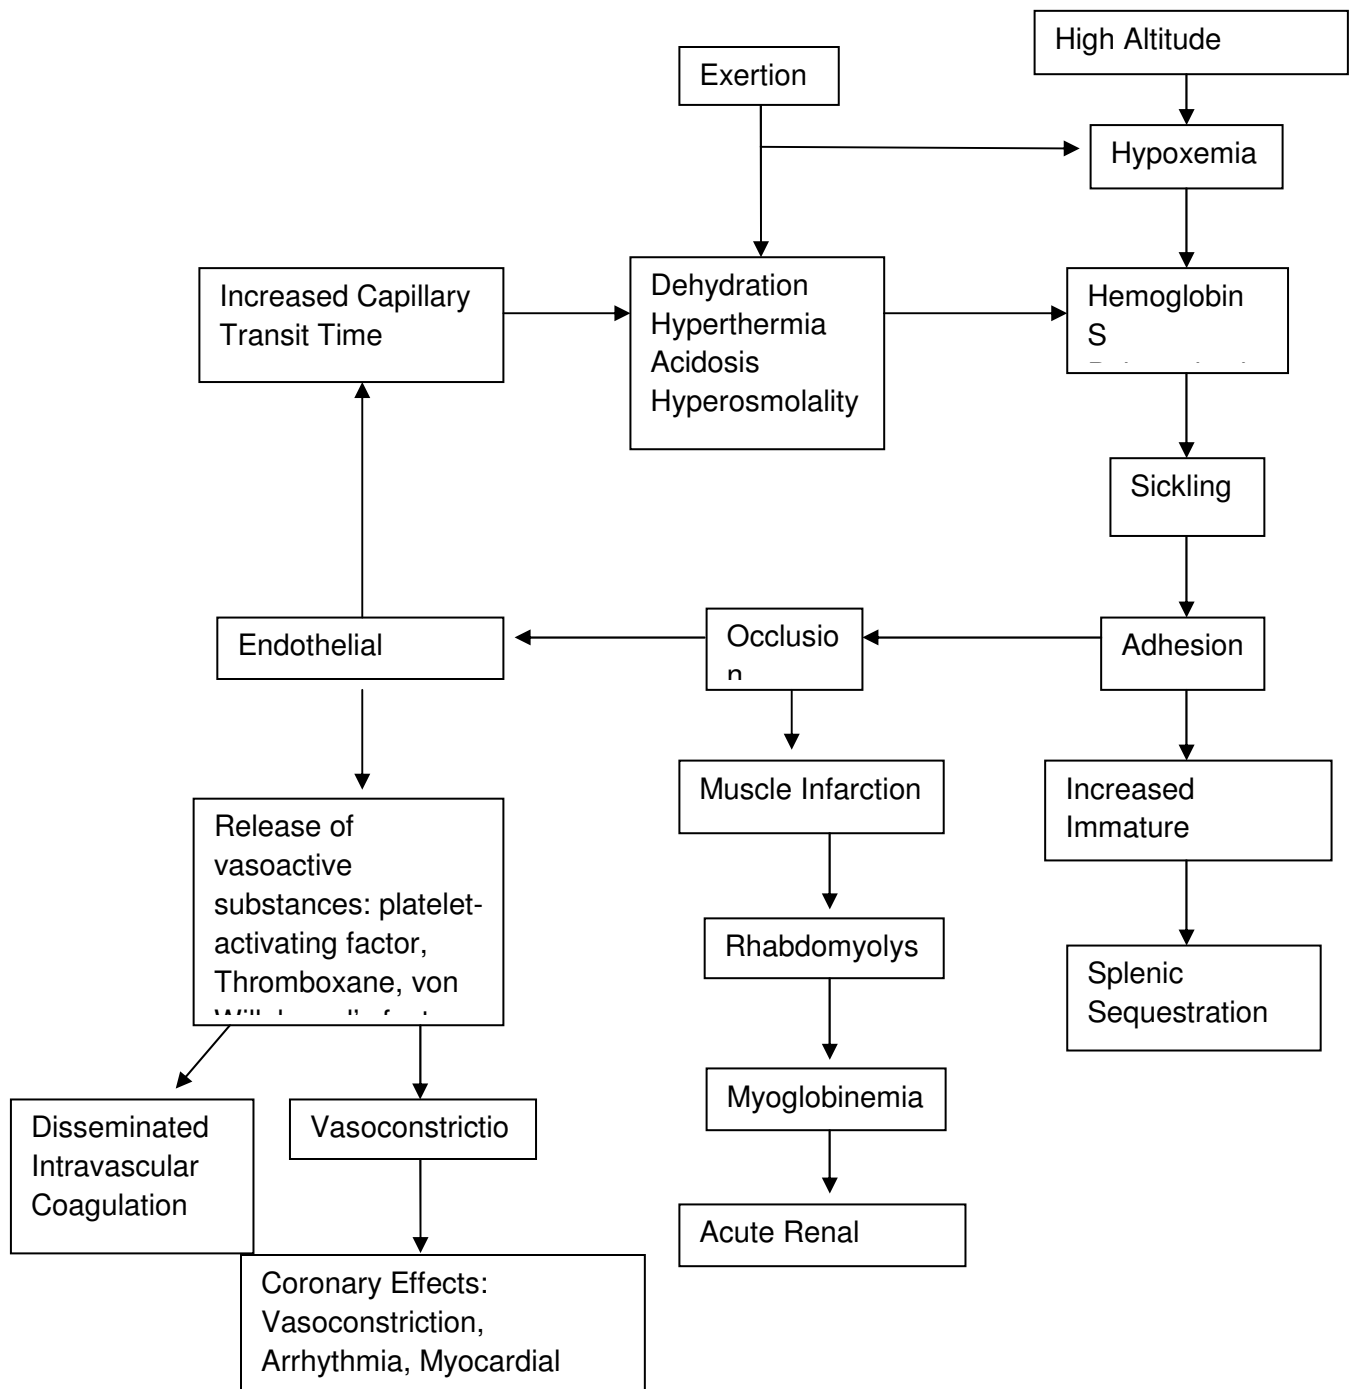 High Altitude
Exertion
Hypoxemia
Increased Capillary
Transit Time
Dehydration
Hyperthermia
Acidosis
Hyperosmolality
Hemoglobin
S
Sickling
Endothelial
Occlusio
n
Adhesion
Muscle Infarction
Increased
Immature
Release of
vasoactive
substances: platelet-
activating factor,
Thromboxane, von
Rhabdomyolys
Splenic
Sequestration
Disseminated
Intravascular
Coagulation
Vasoconstrictio
Myoglobinemia
Acute Renal
Coronary Effects:
Vasoconstriction,
Arrhythmia, Myocardial